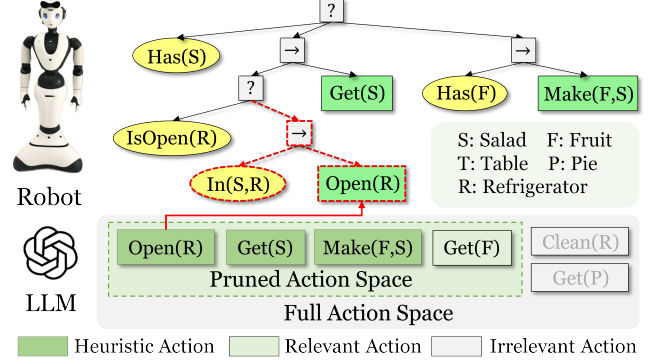 ?
Has(S)
→
→
?
Get(S)
Has(F)
Make(F,S)
IsOpen(R)
→
S: Salad F: Fruit
T: Table P: Pie
R: Refrigerator
In(S,R)
Open(R)
Robot
Open(R)
Get(S)
Make(F,S)
Get(F)
Clean(R)
Pruned Action Space
Get(P)
LLM
Full Action Space
Heuristic Action
Relevant Action
Irrelevant Action